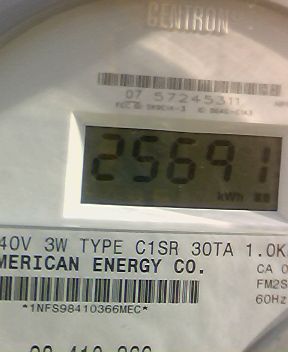 CENTRON
07 57245311
25691
kWh
40V 3W TYPE C1SR 30TA 1.0K
MERICAN ENERGY CO.
CA 0
FM2S
60Hz
*1NFS98410366MEC*